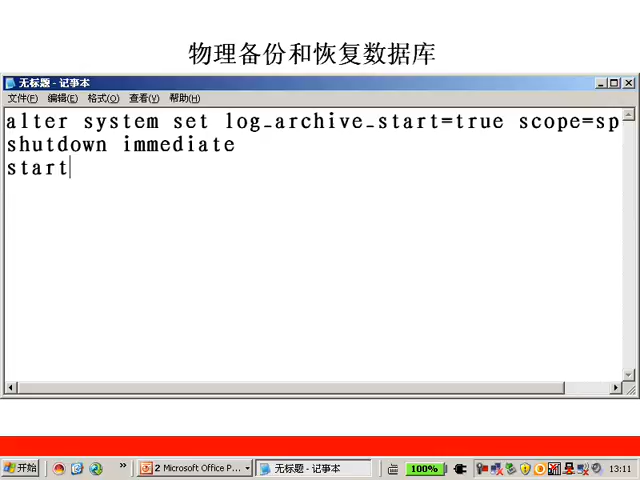 物理备份和恢复数据库
无标题 - 记事本
文件(F) 编辑(E) 格式(O) 查看(V) 帮助(H)
alter system set log_archive_start=true scope=sp
shutdown immediate
start
开始 » 2 Microsoft Office P... 无标题 - 记事本 100% 13:11